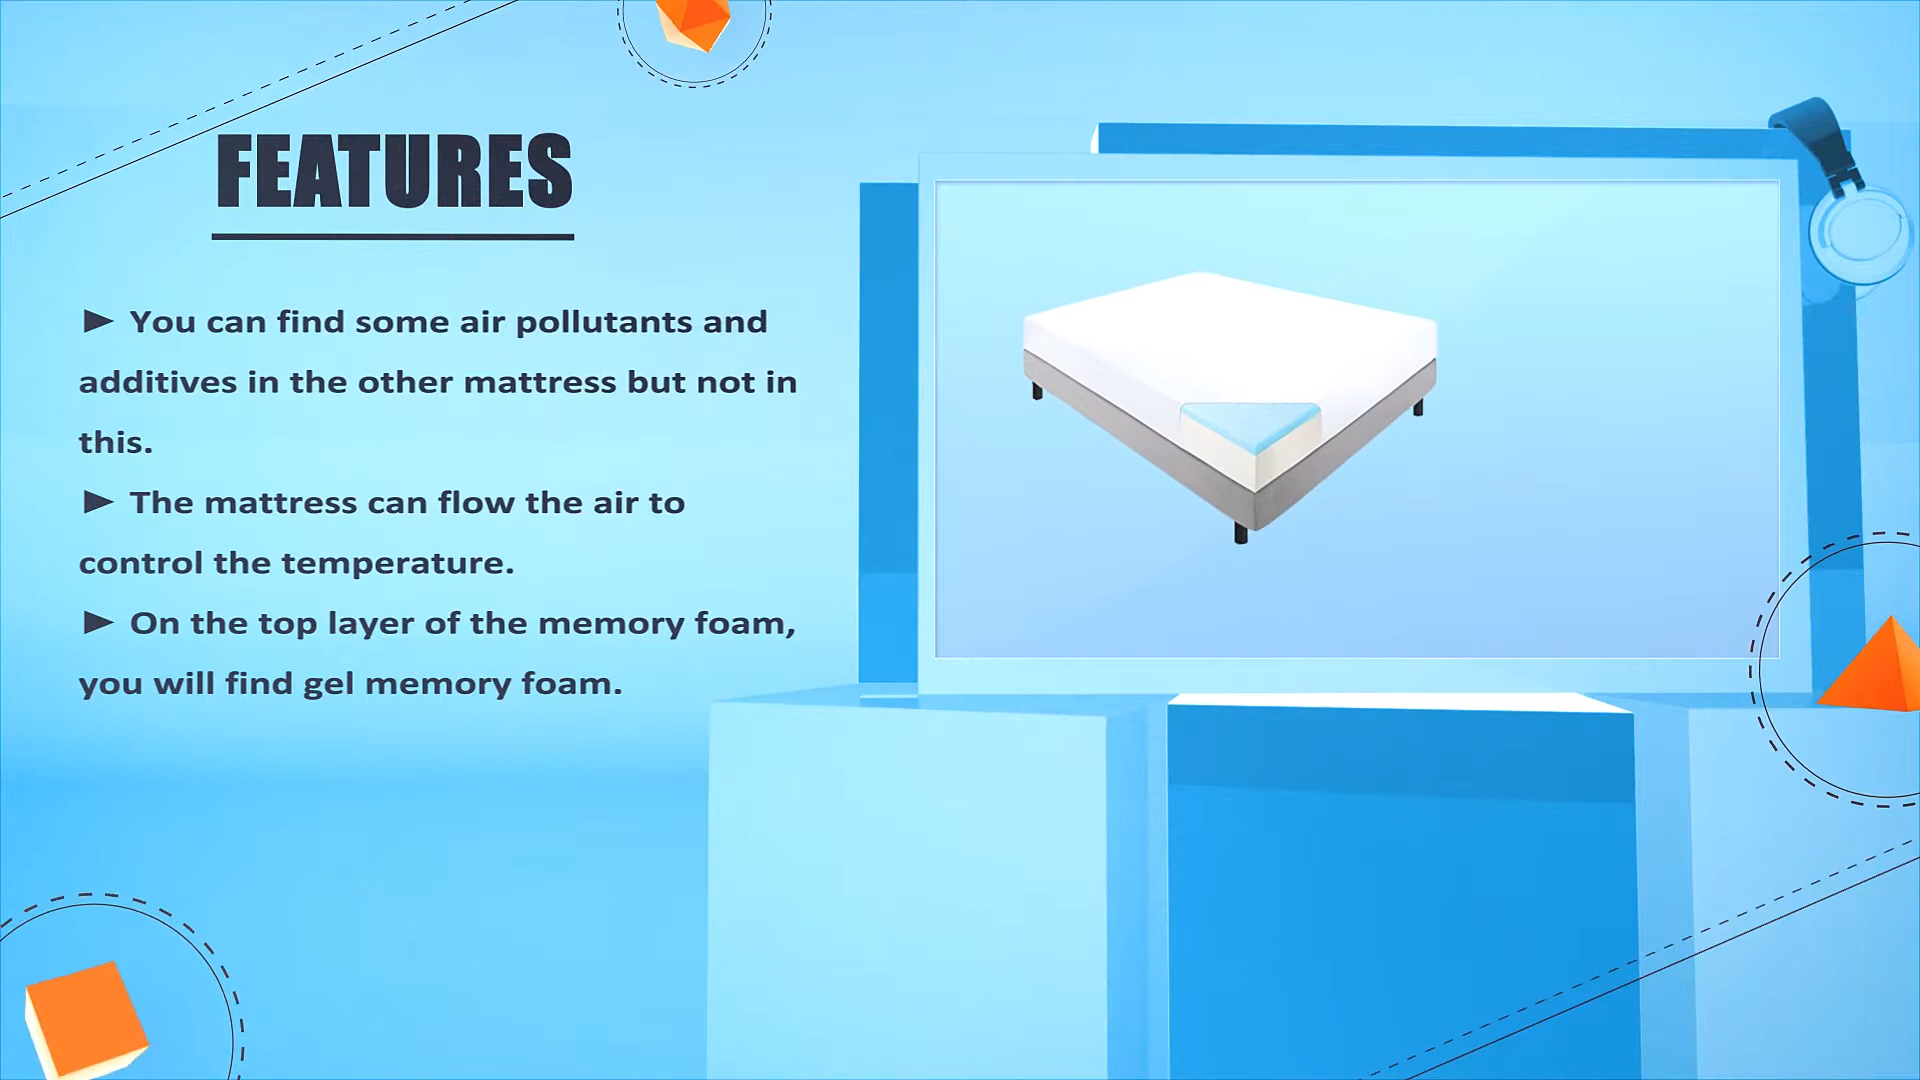 FEATURES
► You can find some air pollutants and
additives in the other mattress but not in
this.
► The mattress can flow the air to
control the temperature.
► On the top layer of the memory foam,
you will find gel memory foam.